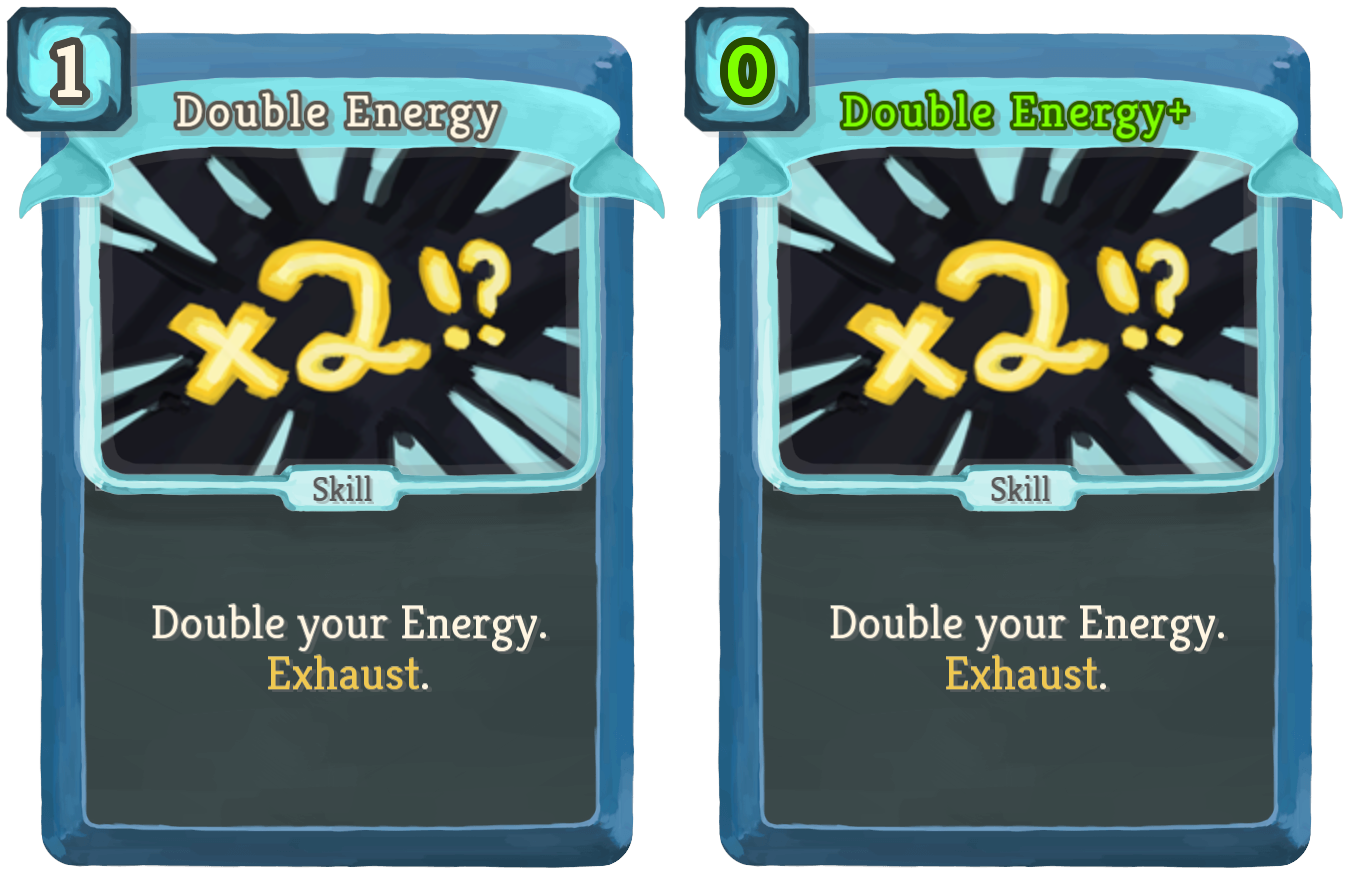 1
Double Energy
x2!?
Skill
Double your Energy.
Exhaust.
0
Double Energy+
x2!?
Skill
Double your Energy.
Exhaust.